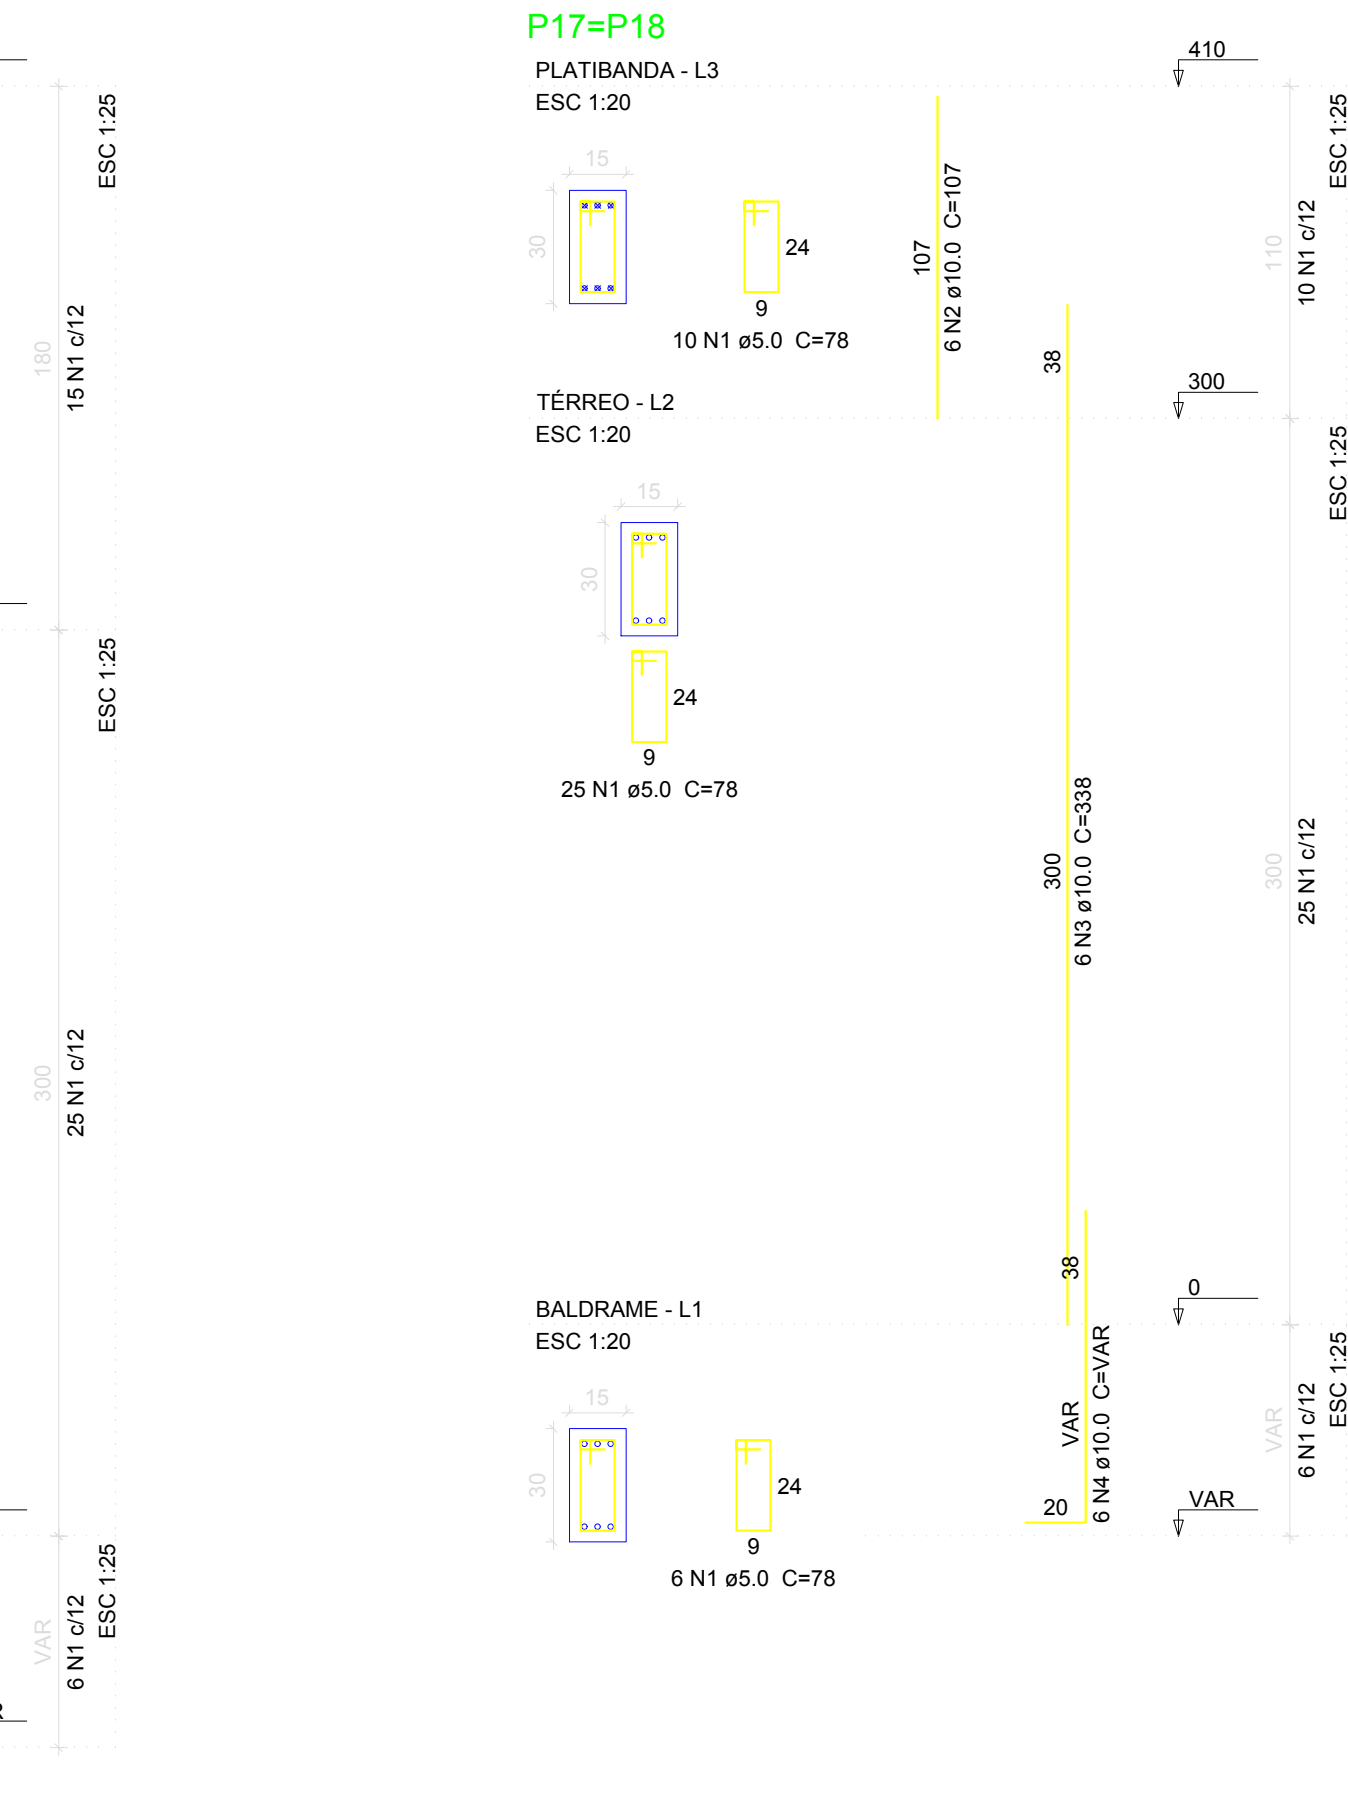 P17=P18
PLATIBANDA - L3
ESC 1:20
15
30
24
9
10 N1 ø5.0 C=78
107
6 N2 ø10.0 C=107
410
110
10 N1 c/12
ESC 1:25
TÉRREO - L2
ESC 1:20
15
30
24
9
25 N1 ø5.0 C=78
38
300
6 N3 ø10.0 C=338
300
300
25 N1 c/12
ESC 1:25
BALDRAME - L1
ESC 1:20
15
30
24
9
6 N1 ø5.0 C=78
38
VAR
6 N4 ø10.0 C=VAR
20
0
VAR
VAR
6 N1 c/12
ESC 1:25
180
15 N1 c/12
ESC 1:25
300
25 N1 c/12
ESC 1:25
VAR
6 N1 c/12
ESC 1:25